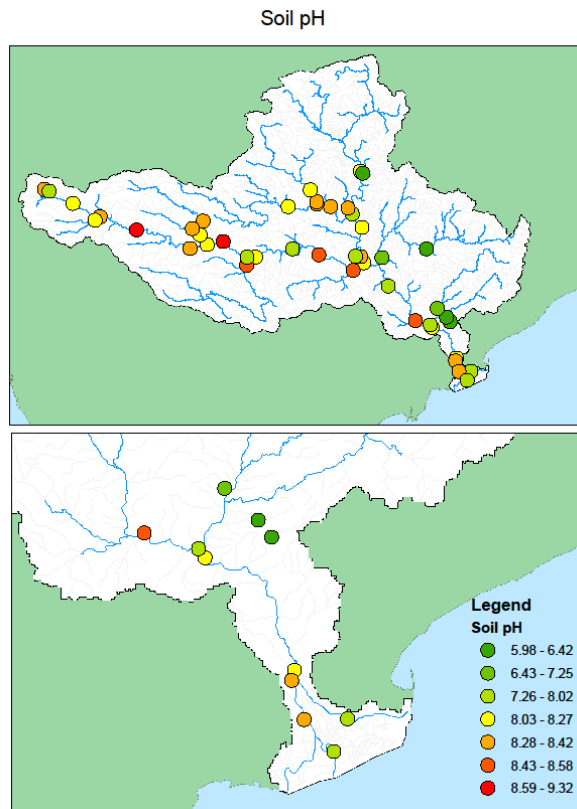 Soil pH
Legend
Soil pH
5.98 - 6.42
6.43 - 7.25
7.26 - 8.02
8.03 - 8.27
8.28 - 8.42
8.43 - 8.58
8.59 - 9.32